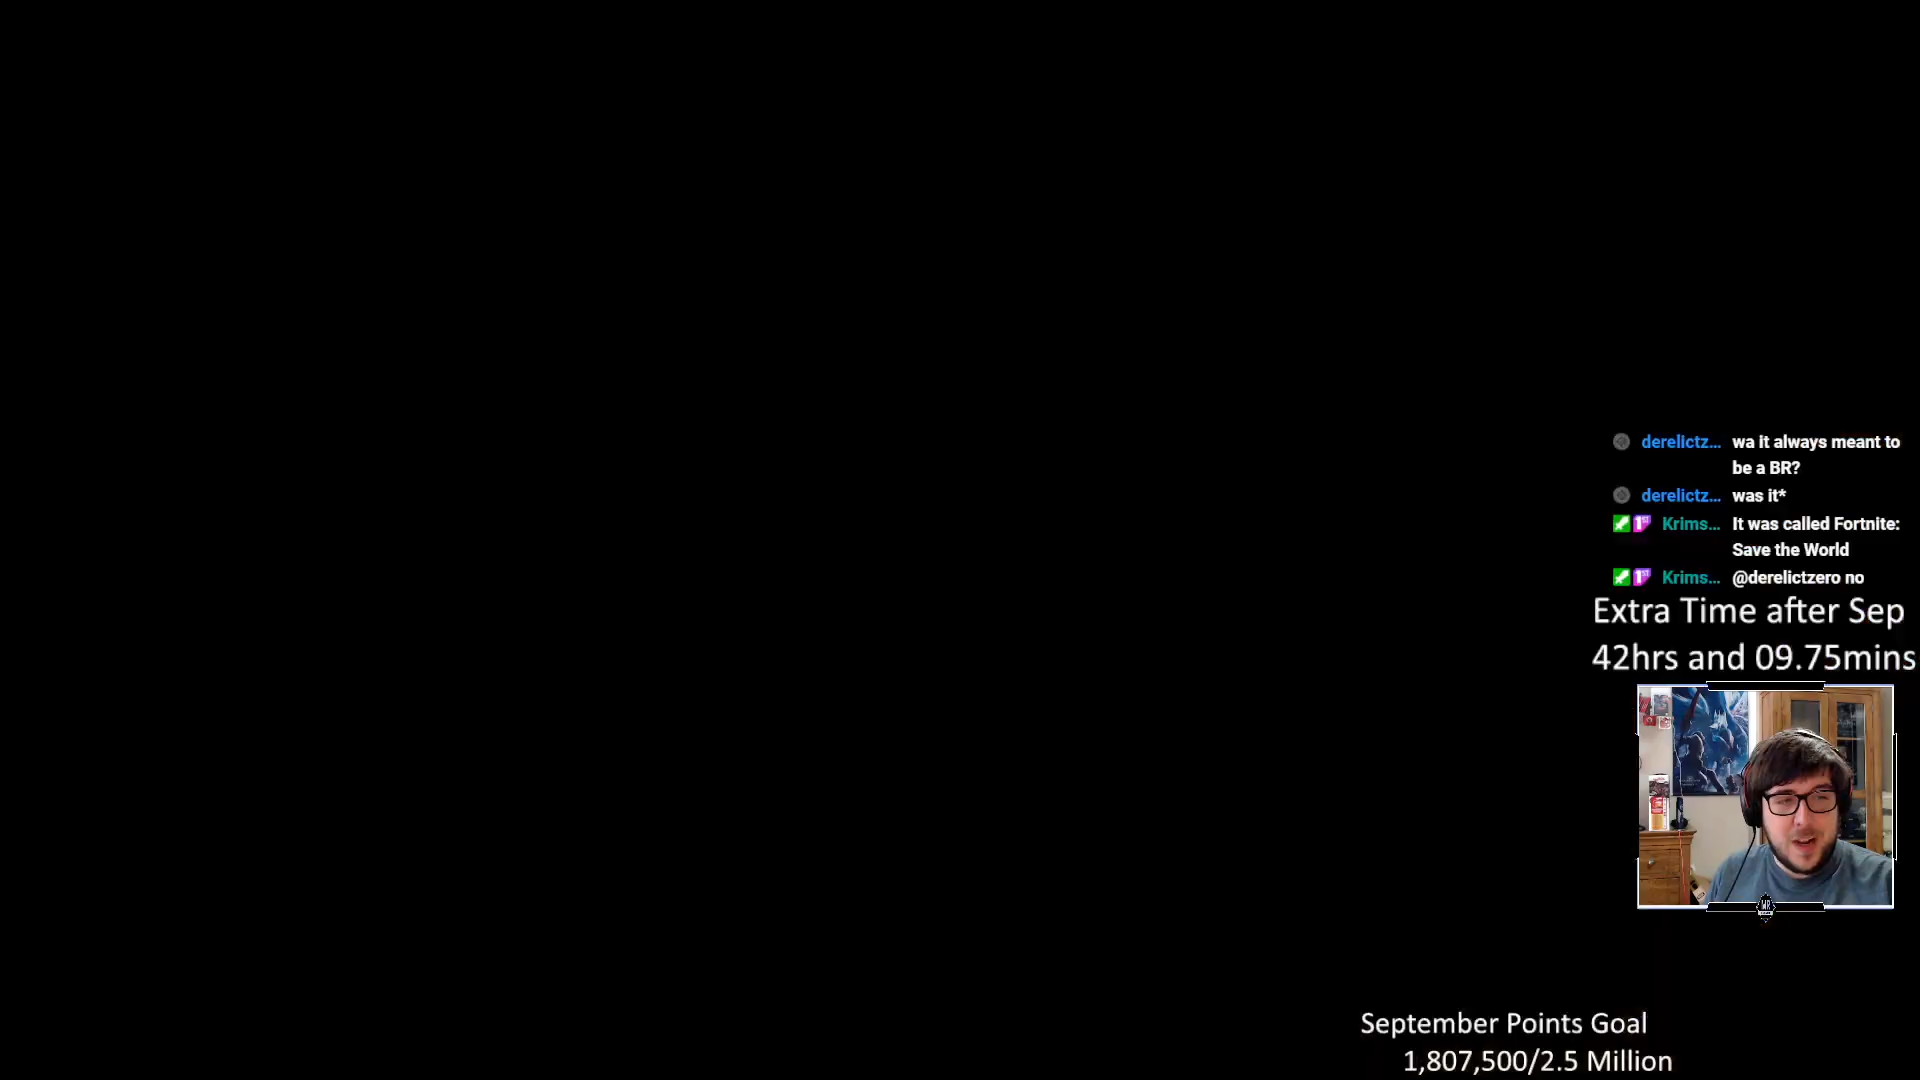 derelictz... wa it always meant to
be a BR?
derelictz... was it*
Krims... It was called Fortnite:
Save the World
Krims... @derelictzero no
Extra Time after Sep
42hrs and 09.75mins
September Points Goal
1,807,500/2.5 Million